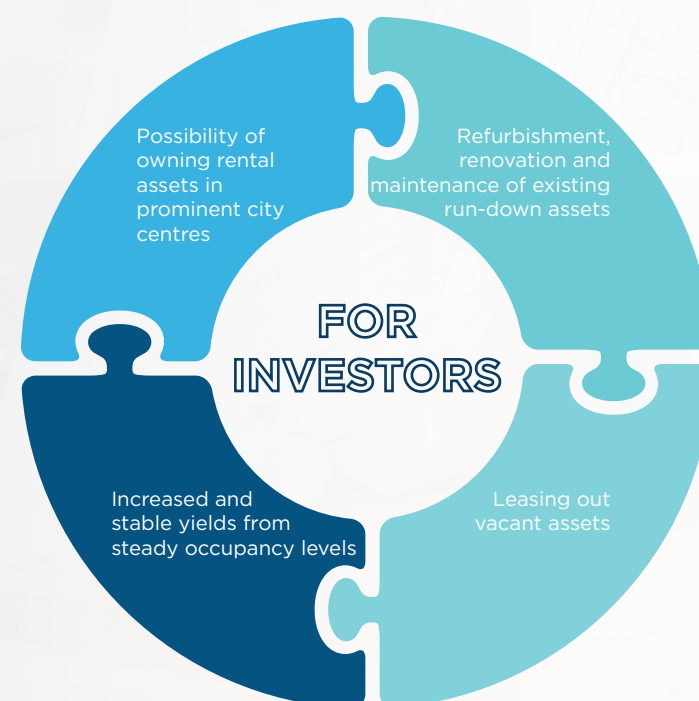 Possibility of
owning rental
assets in
prominent city
centres
Refurbishment,
renovation and
maintenance of existing
run-down assets
FOR
INVESTORS
Increased and
stable yields from
steady occupancy levels
Leasing out
vacant assets